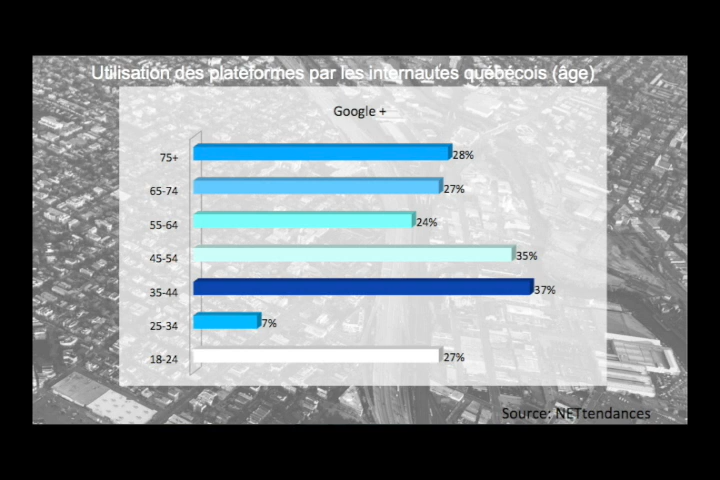 Utilisation des plateformes par les internautes québécois (âge)
Google +
75+ 28%
65-74 27%
55-64 24%
45-54 35%
35-44 37%
25-34 7%
18-24 27%
Source: NETtendances